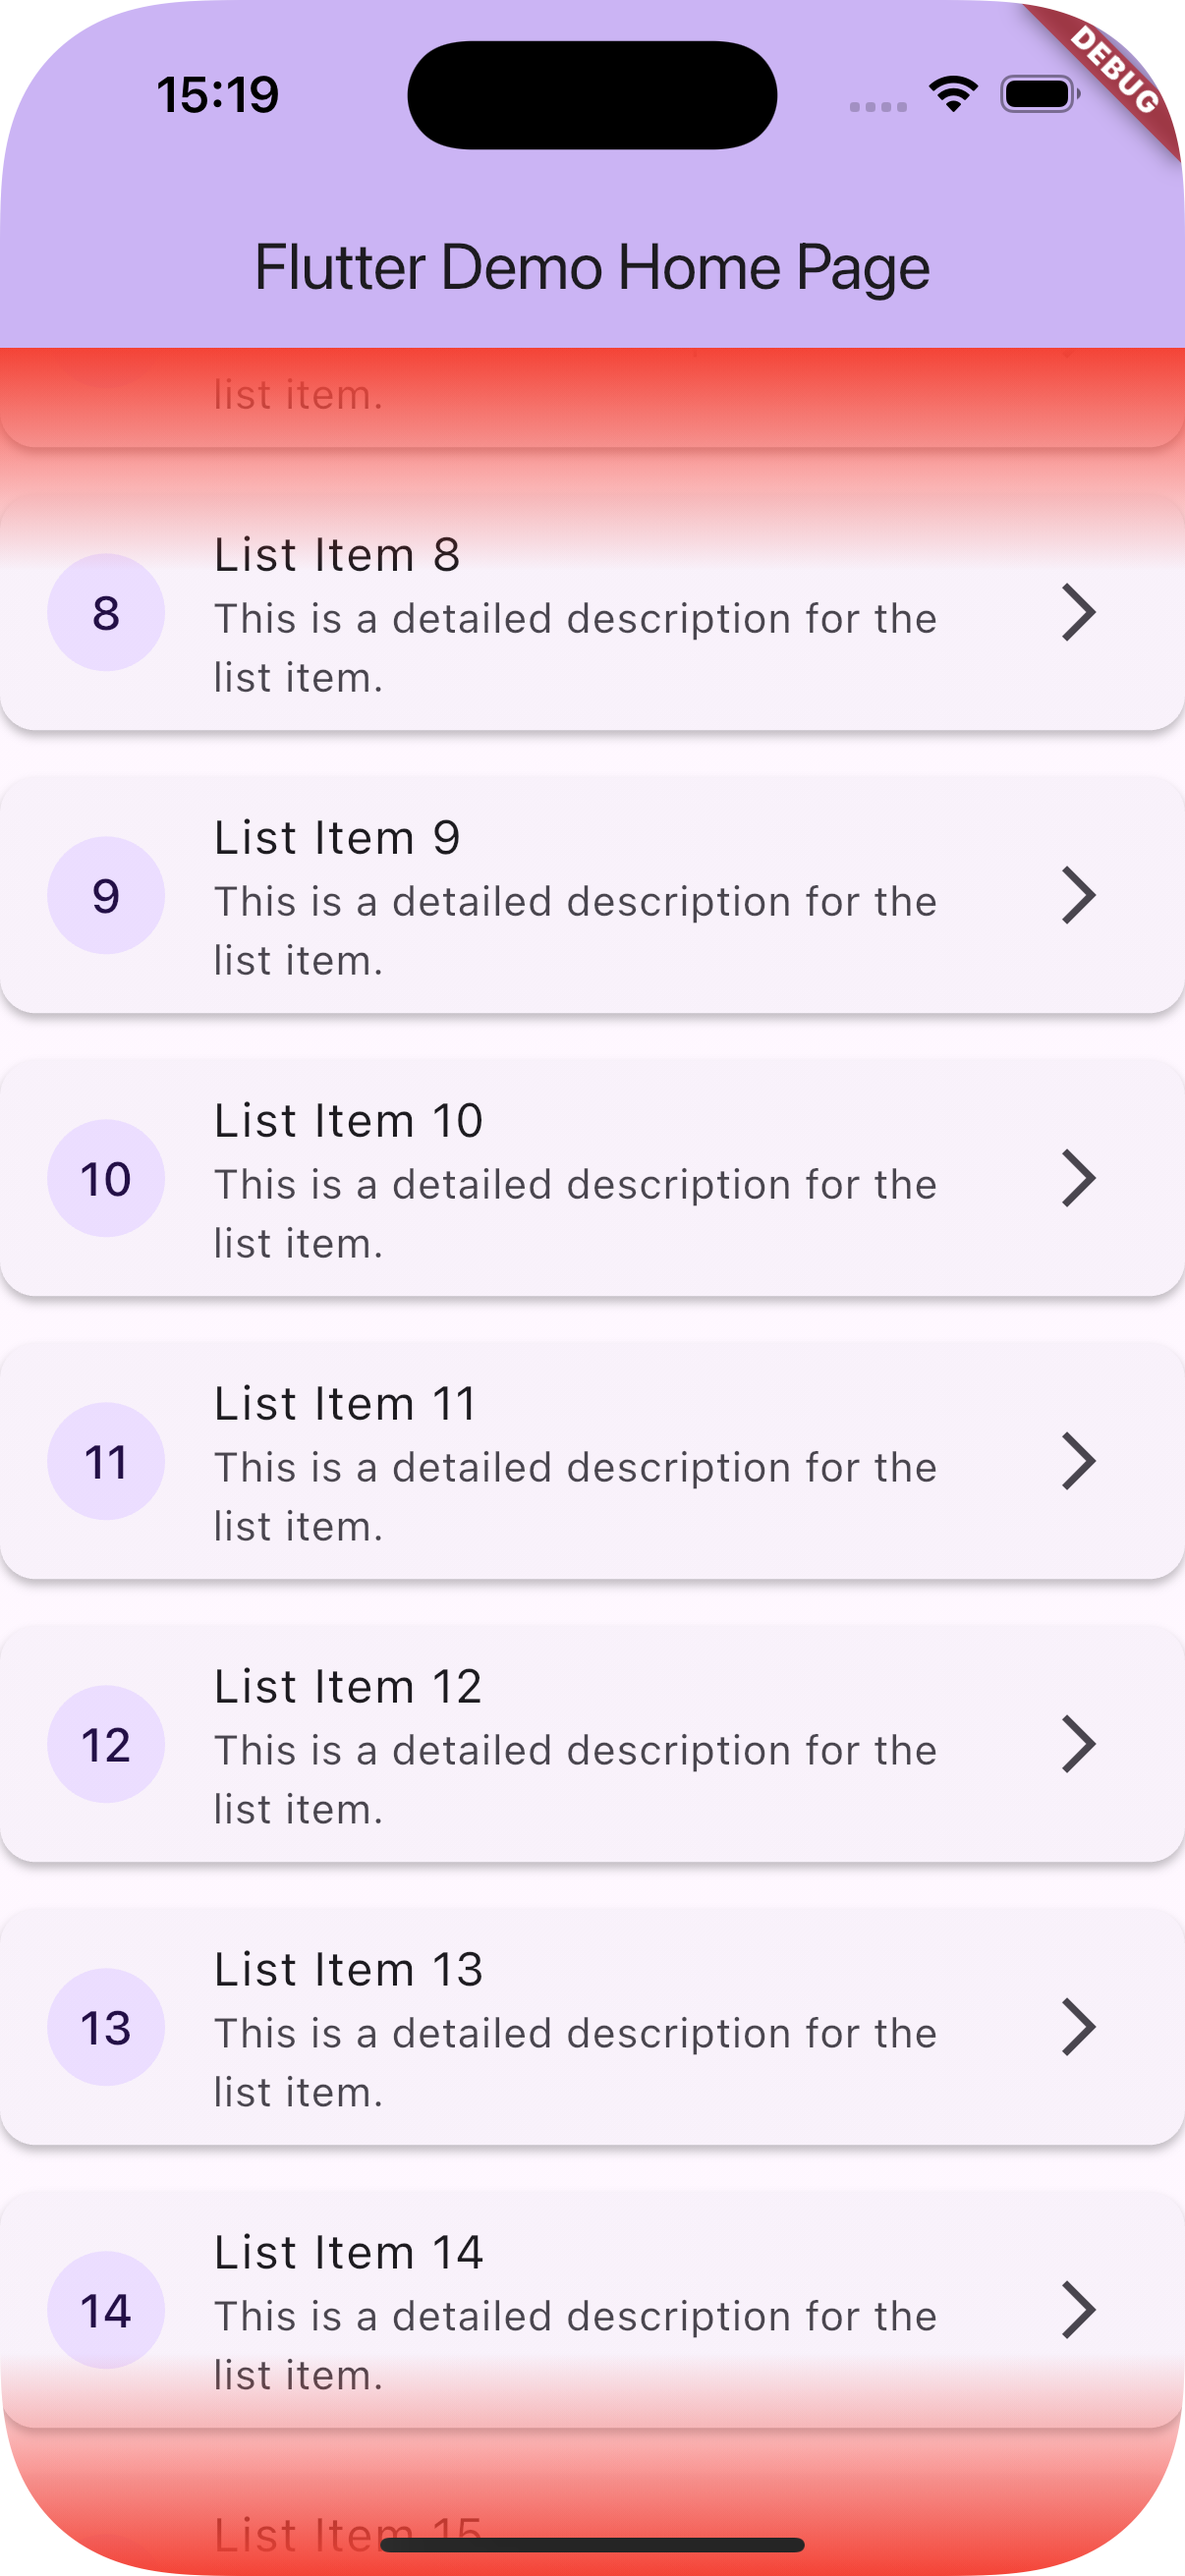 15:19
DEBUG
Flutter Demo Home Page
list item.
List Item 8
8
This is a detailed description for the
list item.
List Item 9
9
This is a detailed description for the
list item.
List Item 10
10
This is a detailed description for the
list item.
List Item 11
11
This is a detailed description for the
list item.
List Item 12
12
This is a detailed description for the
list item.
List Item 13
13
This is a detailed description for the
list item.
List Item 14
14
This is a detailed description for the
list item.
List Item 15